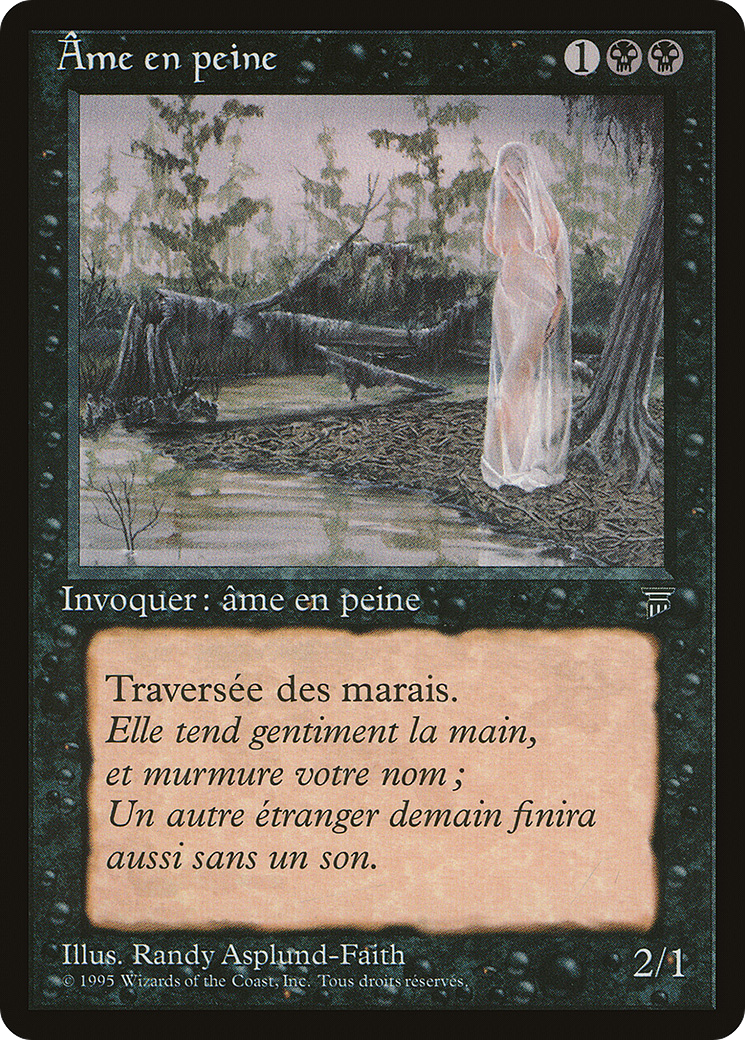 Âme en peine
1
Invoquer : âme en peine
Traversée des marais.
Elle tend gentiment la main,
et murmure votre nom ;
Un autre étranger demain finira
aussi sans un son.
Illus. Randy Asplund-Faith
2/1
© 1995 Wizards of the Coast, Inc. Tous droits réservés.